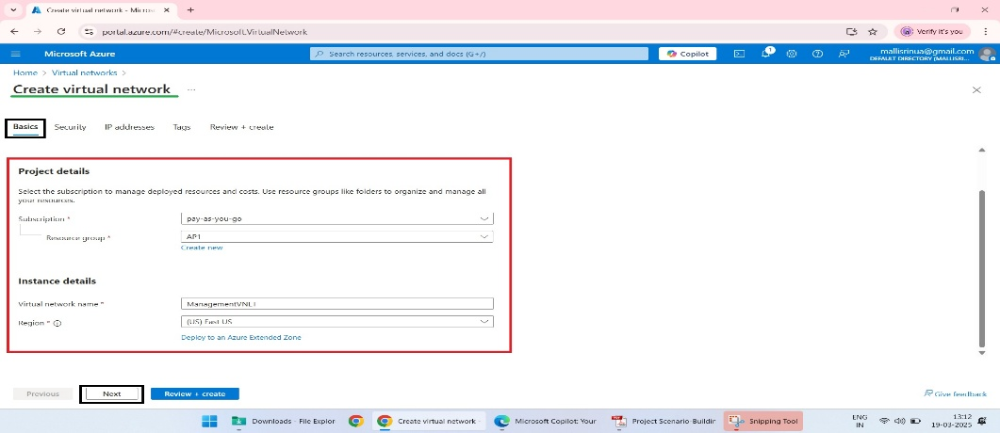 Create virtual network - Micros
portal.azure.com/#create/Microsoft.VirtualNetwork
Verify it's you
Microsoft Azure
Search resources, services, and docs (G+/)
Copilot
1
mallisrinua@gmail.com
DEFAULT DIRECTORY (MALLISRI...
Home > Virtual networks >
Create virtual network ...
Basics Security IP addresses Tags Review + create
Project details
Select the subscription to manage deployed resources and costs. Use resource groups like folders to organize and manage all
your resources.
Subscription * pay-as-you-go
Resource group * AP1
Create new
Instance details
Virtual network name * ManagementVNET
Region * (US) East US
Deploy to an Azure Extended Zone
Previous Next Review + create
Give feedback
Downloads - File Explor
Create virtual network -
Microsoft Copilot: Your
Project Scenario-Buildin
Snipping Tool
ENG
IN
13:12
19-03-2025